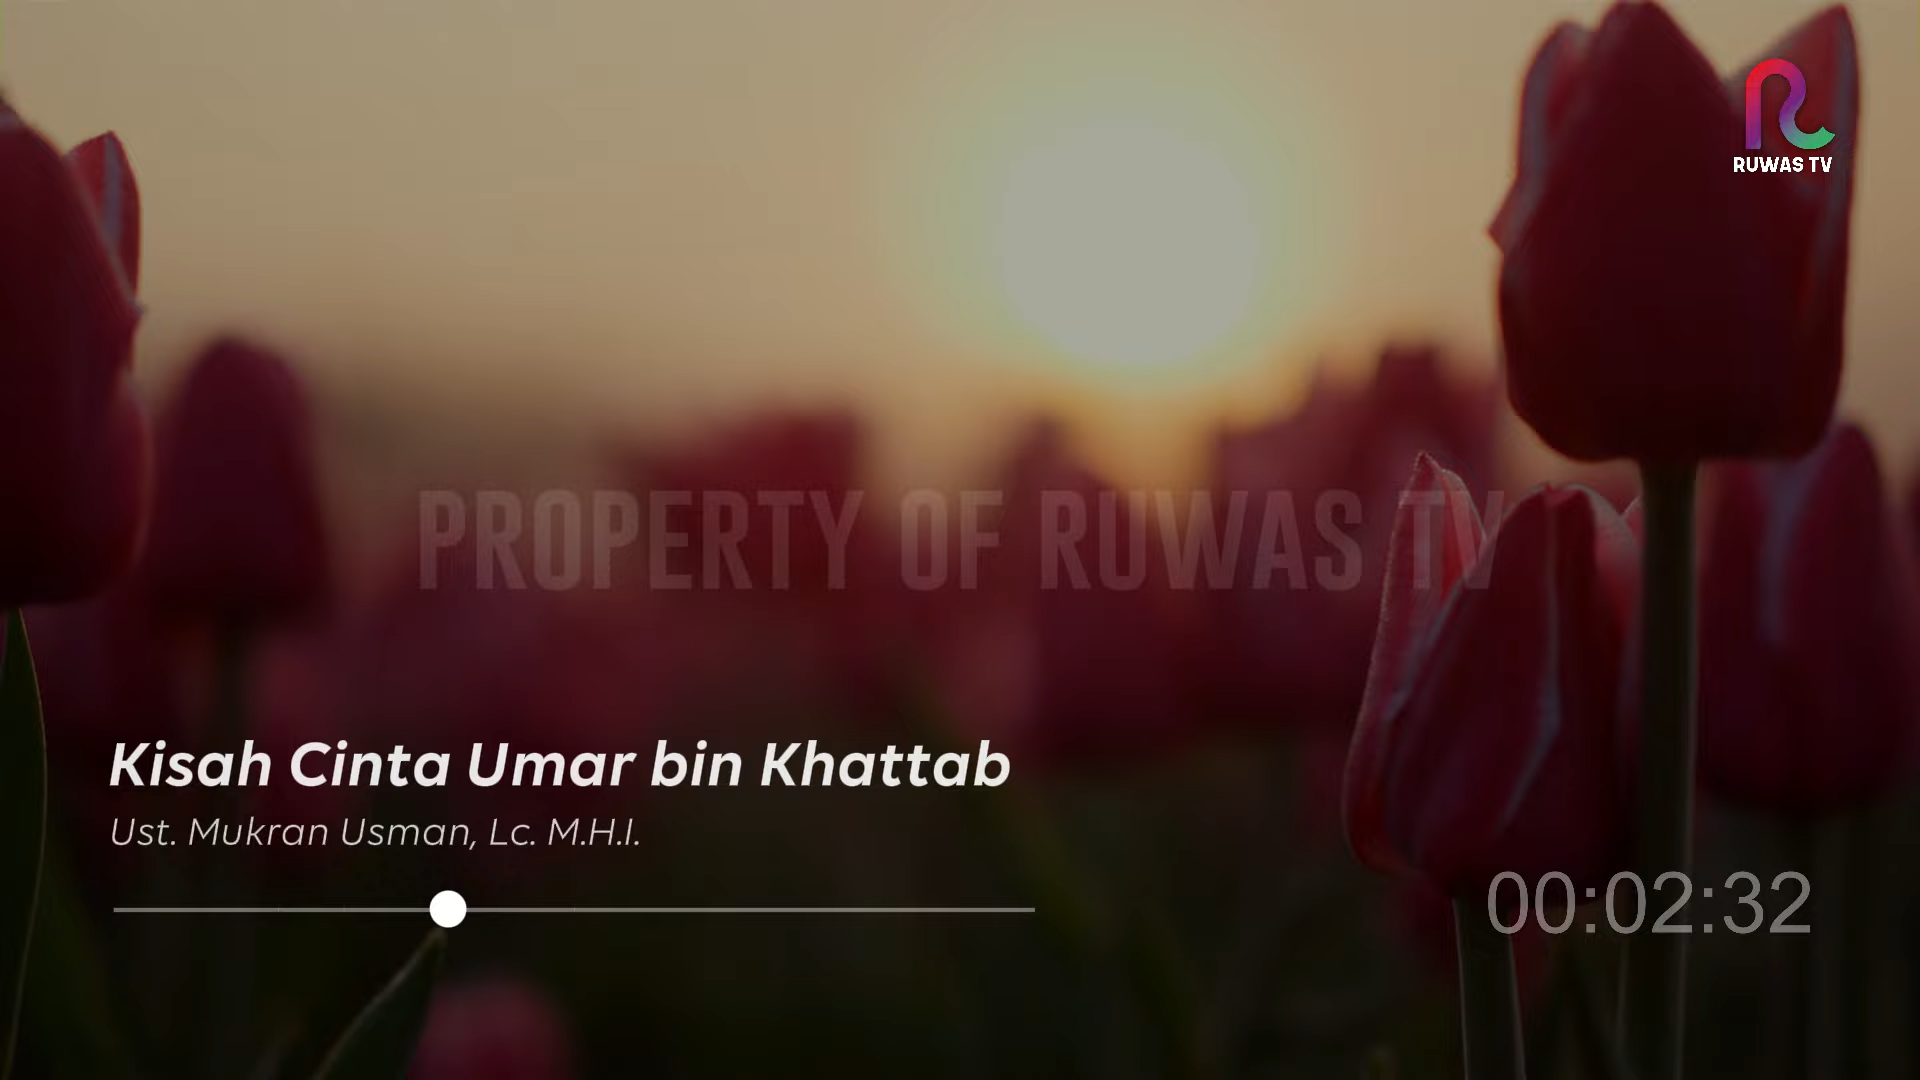 RUWAS TV
PROPERTY OF RUWAS TV
Kisah Cinta Umar bin Khattab
Ust. Mukran Usman, Lc. M.H.I.
00:02:32